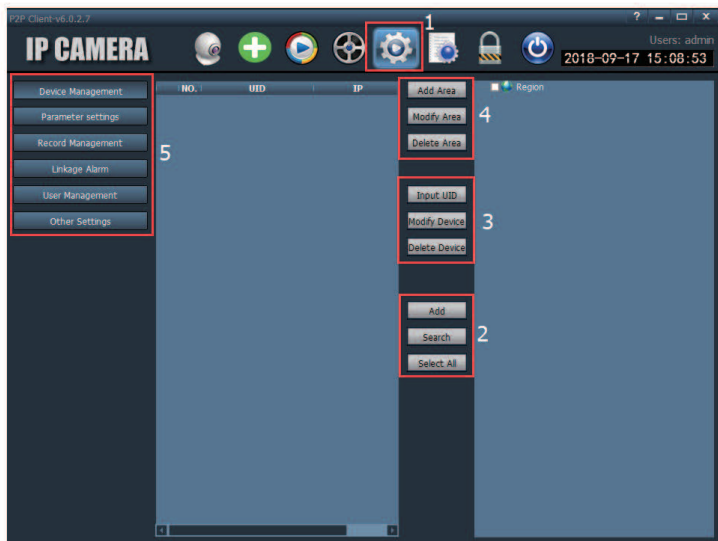 P2P Client-v6.0.2.7
?
1
IP CAMERA
Users: admin
2018-09-17 15:08:53
Device Management
Parameter settings
Record Management
Linkage Alarm
User Management
Other Settings
5
NO. UID IP
Add Area
Modify Area
Delete Area
4
Input UID
Modify Device
Delete Device
3
Add
Search
Select All
2
Region